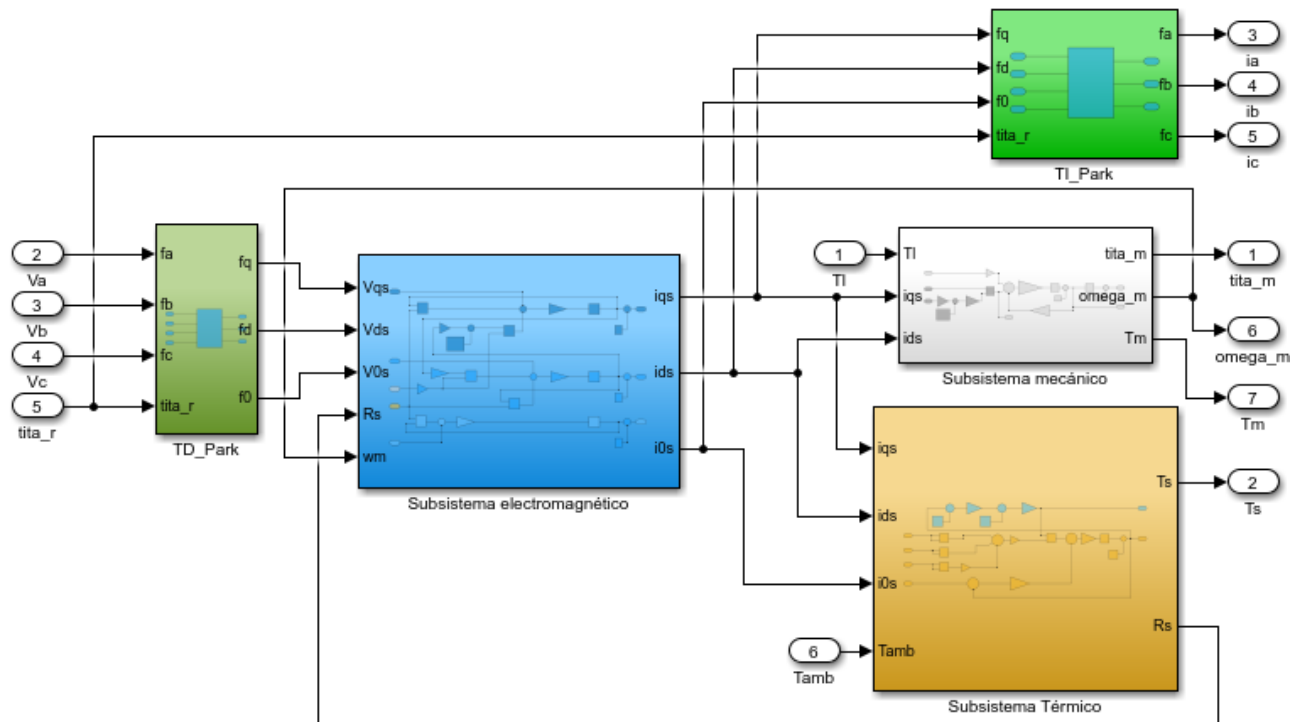 fq
fd
f0
tita_r
fa
fb
fc
3
ia
4
ib
5
ic
TI_Park
2
Va
3
Vb
4
Vc
5
tita_r
fa
fb
fc
tita_r
fq
fd
f0
TD_Park
Vqs
Vds
V0s
Rs
wm
iqs
ids
i0s
Subsistema electromagnético
1
Tl
Tl
iqs
ids
tita_m
omega_m
Tm
Subsistema mecánico
1
tita_m
6
omega_m
7
Tm
iqs
ids
i0s
Tamb
Ts
Rs
2
Ts
6
Tamb
Subsistema Térmico